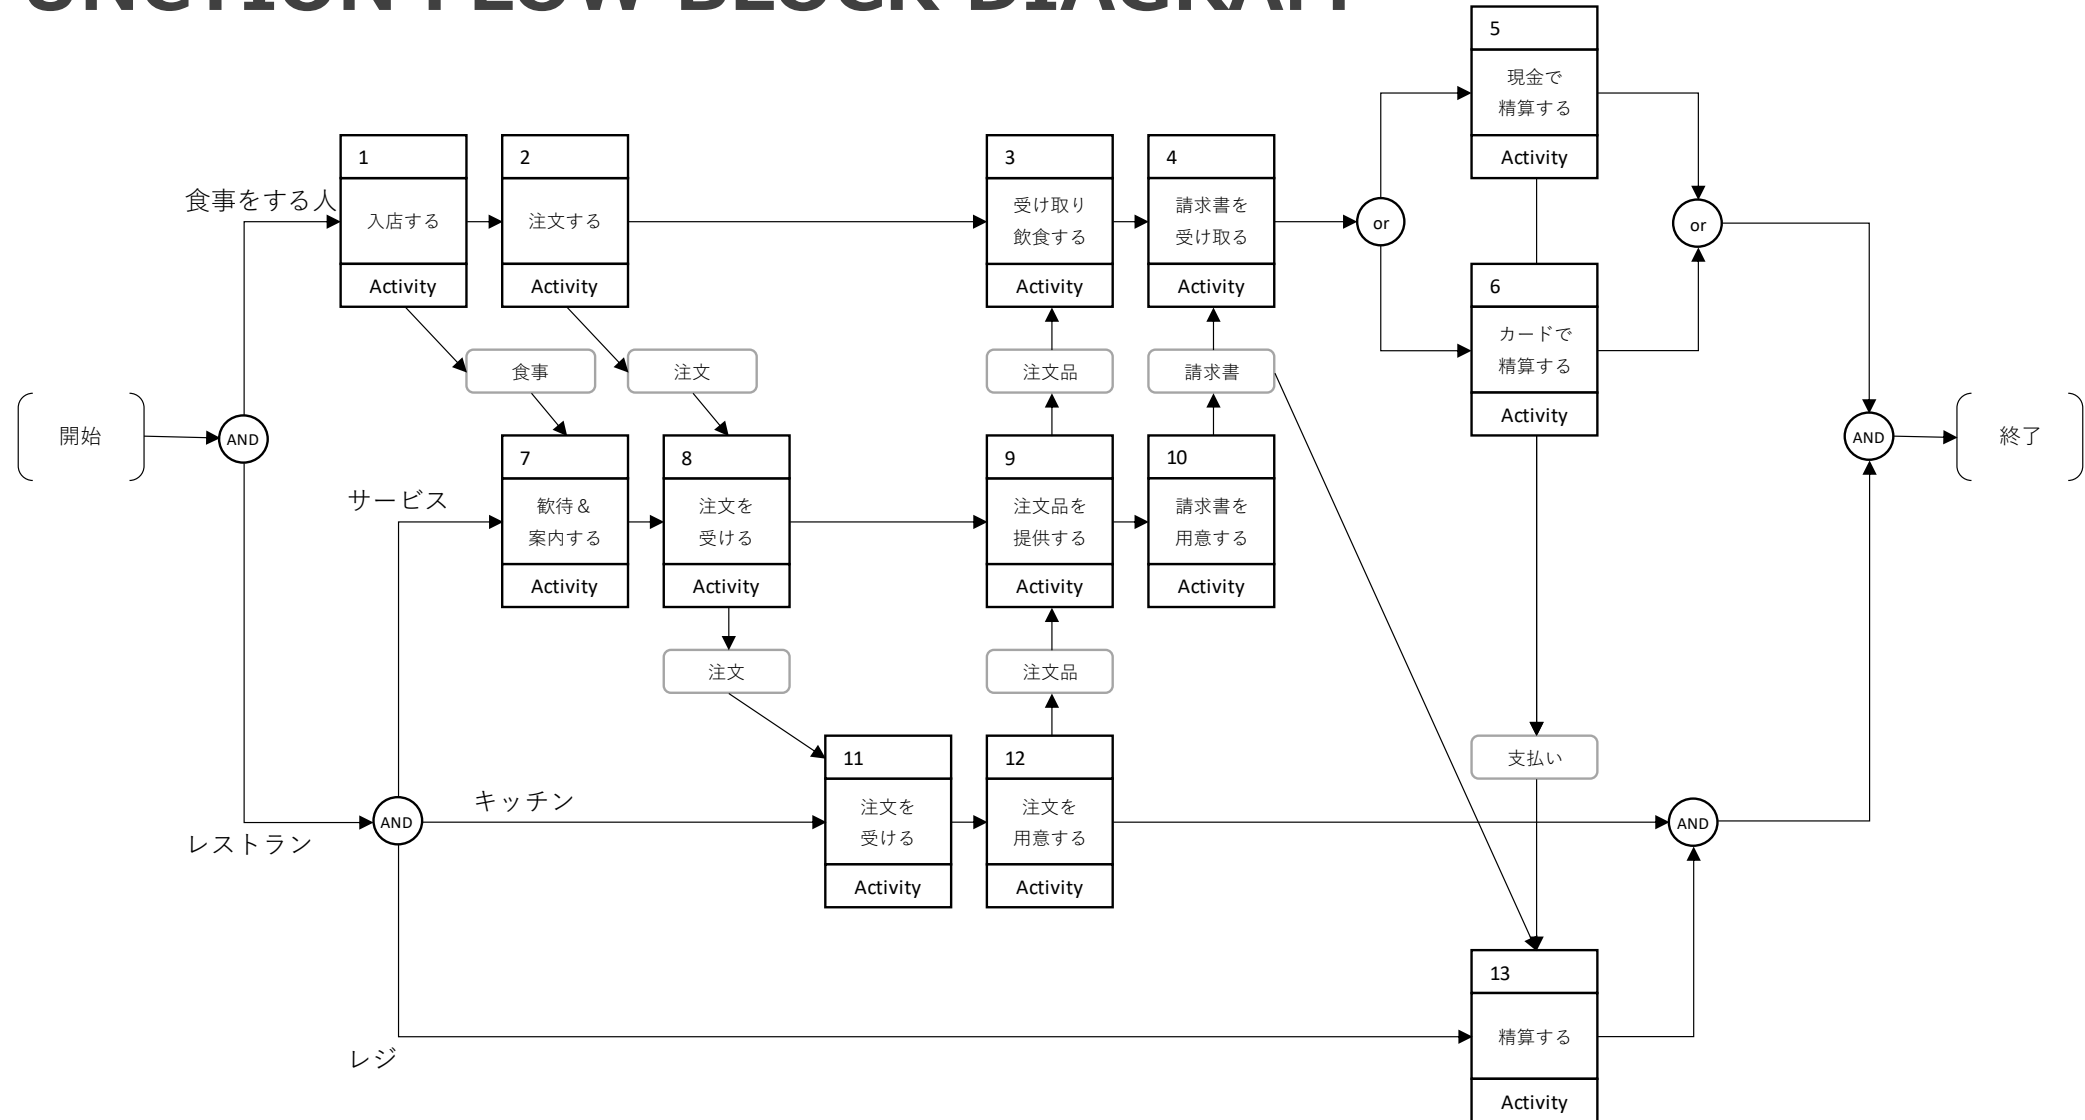 UNCTION FLOW BLOCK DIAGRAM
5
現金で
精算する
Activity
1
入店する
Activity
2
注文する
Activity
3
受け取り
飲食する
Activity
4
請求書を
受け取る
Activity
食事をする人
or
or
6
カードで
精算する
Activity
食事
注文
注文品
請求書
開始
AND
AND
終了
サービス
7
歓待&
案内する
Activity
8
注文を
受ける
Activity
9
注文品を
提供する
Activity
10
請求書を
用意する
Activity
注文
注文品
支払い
レストラン
AND
キッチン
11
注文を
受ける
Activity
12
注文を
用意する
Activity
AND
レジ
13
精算する
Activity